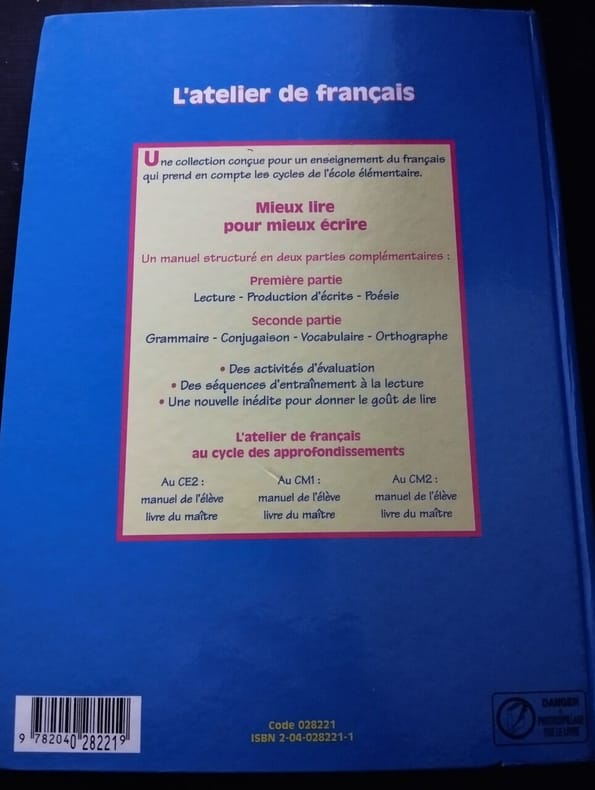 L'atelier de français
Une collection conçue pour un enseignement du français
qui prend en compte les cycles de l'école élémentaire.
Mieux lire
pour mieux écrire
Un manuel structuré en deux parties complémentaires :
Première partie
Lecture - Production d'écrits - Poésie
Seconde partie
Grammaire - Conjugaison - Vocabulaire - Orthographe
• Des activités d'évaluation
• Des séquences d'entraînement à la lecture
• Une nouvelle inédite pour donner le goût de lire
L'atelier de français
au cycle des approfondissements
Au CE2 :
manuel de l'élève
livre du maître
Au CM1 :
manuel de l'élève
livre du maître
Au CM2 :
manuel de l'élève
livre du maître
9 782040 282219
Code 028221
ISBN 2-04-028221-1
DANGER
PHOTOCOPILLAGE
TUE LE LIVRE